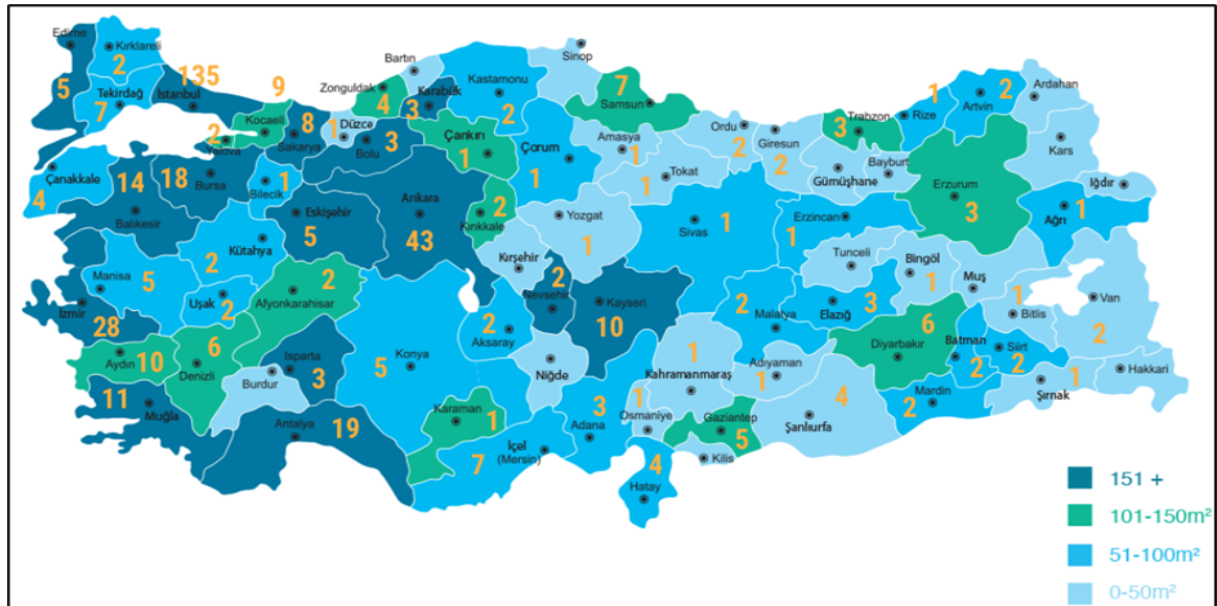 Edirne
Kırklareli
2
5
Tekirdağ
7
135
İstanbul
9
Kocaeli
2
Yalova
8
Sakarya
Düzce
1
Zonguldak
4
Bartın
Karabük
3
Bolu
3
Kastamonu
2
Sinop
7
Samsun
Çankırı
1
Çorum
1
Amasya
1
Tokat
1
Ordu
2
Giresun
2
Trabzon
3
Gümüşhane
Bayburt
Rize
1
Artvin
2
Ardahan
Kars
Iğdır
Ağrı
1
Erzurum
3
Erzincan
1
Sivas
1
Yozgat
1
Kırıkkale
2
Ankara
43
Eskişehir
5
Bilecik
1
18
Bursa
14
Balıkesir
Çanakkale
4
Kütahya
2
Manisa
5
Uşak
2
Afyonkarahisar
2
İzmir
28
Aydın
10
Denizli
6
11
Muğla
Burdur
Isparta
3
Antalya
19
Konya
5
Karaman
1
Aksaray
2
Kırşehir
Nevşehir
2
Kayseri
10
Niğde
İçel
(Mersin)
7
Adana
3
Osmaniye
1
Hatay
4
Kahramanmaraş
1
Gaziantep
5
Kilis
Adıyaman
1
Malatya
2
Elazığ
3
Tunceli
Bingöl
1
Muş
Bitlis
1
Van
2
Hakkari
Şırnak
1
Siirt
2
Batman
2
Mardin
2
Diyarbakır
6
Şanlıurfa
4
151 +
101-150m²
51-100m²
0-50m²